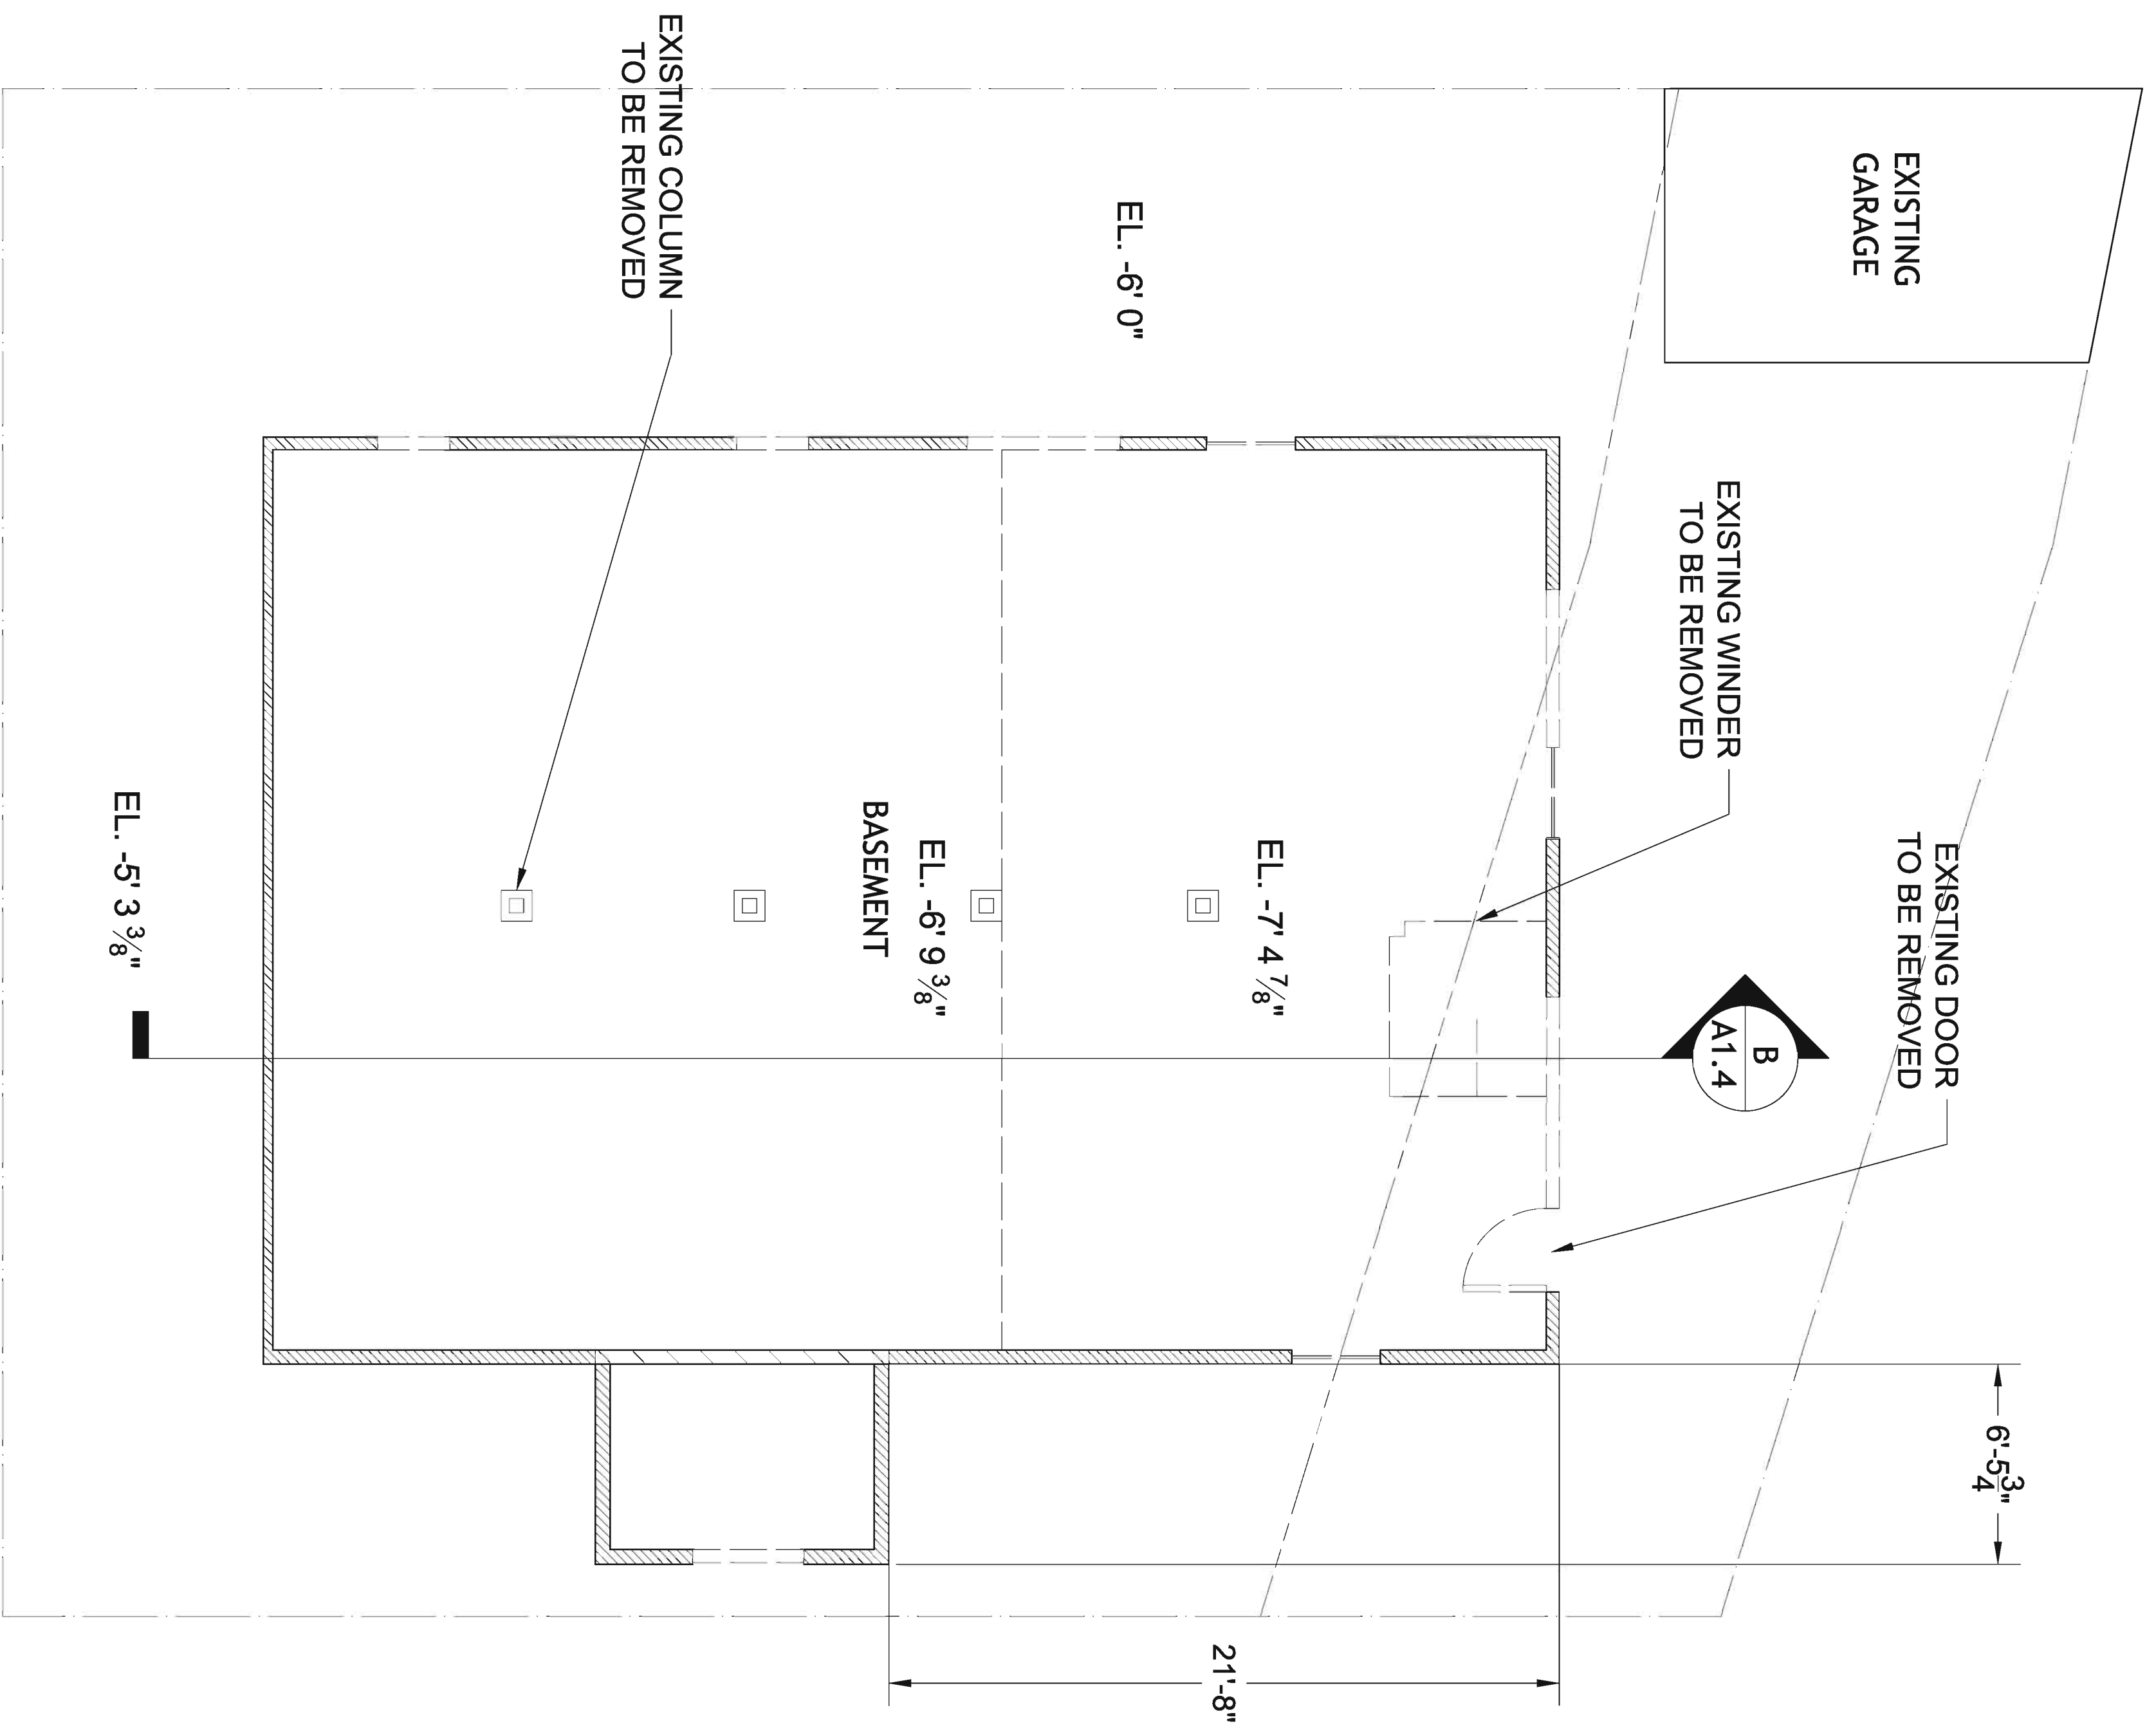 EXISTING
GARAGE
EXISTING DOOR
TO BE REMOVED
6'-5 3/4"
EXISTING WINDER
TO BE REMOVED
B
A1.4
EL. -7' 4 7/8"
21'-8"
EL. -6' 0"
EL. -6' 9 3/8"
BASEMENT
EXISTING COLUMN
TO BE REMOVED
EL. -5' 3 3/8"